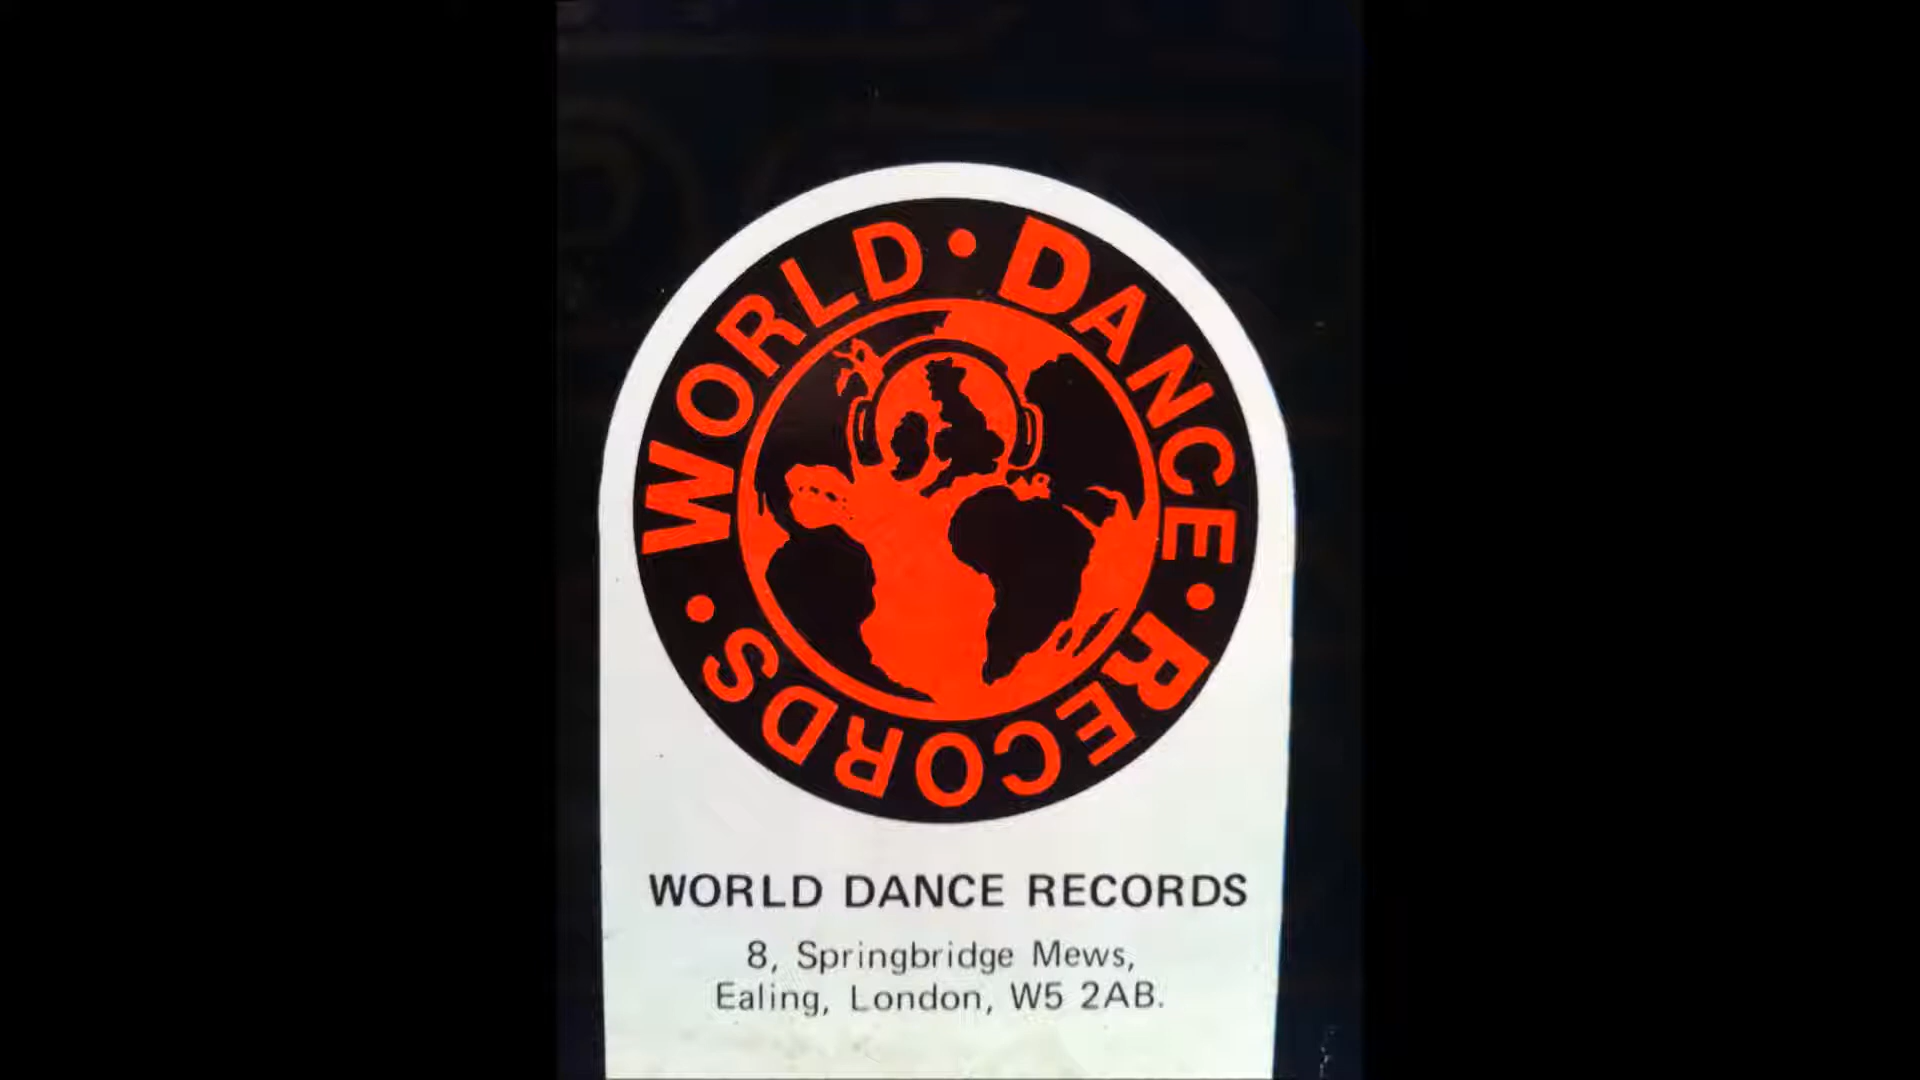 WORLD • DANCE • RECORDS •
WORLD DANCE RECORDS
8, Springbridge Mews,
Ealing, London, W5 2AB.